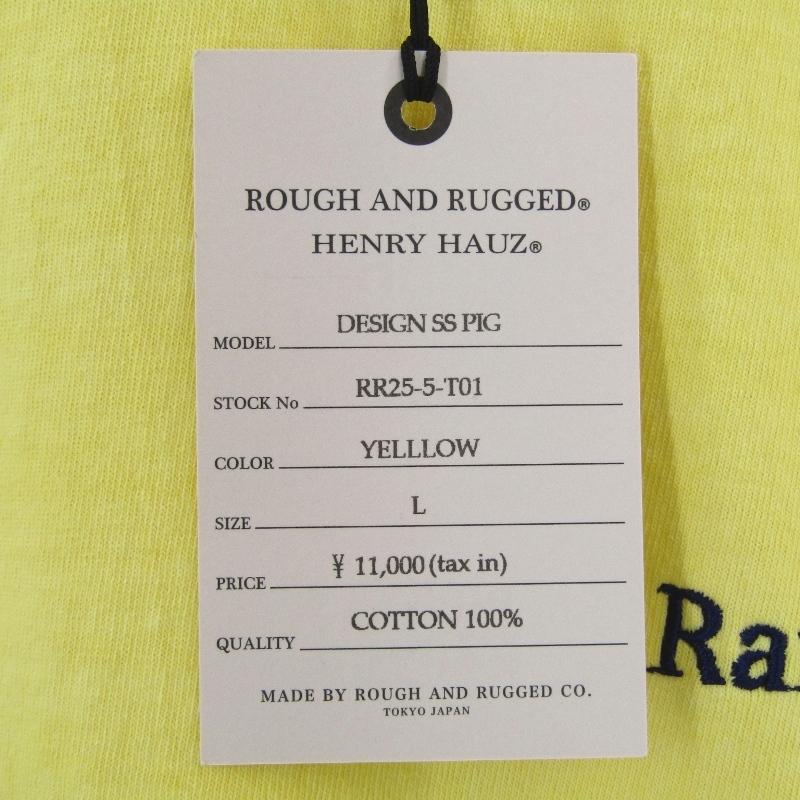 ROUGH AND RUGGED®
HENRY HAUZ®
MODEL DESIGN SS PIG
STOCK No RR25-5-T01
COLOR YELLLOW
SIZE L
PRICE ¥ 11,000 (tax in)
QUALITY COTTON 100%
MADE BY ROUGH AND RUGGED CO.
TOKYO JAPAN